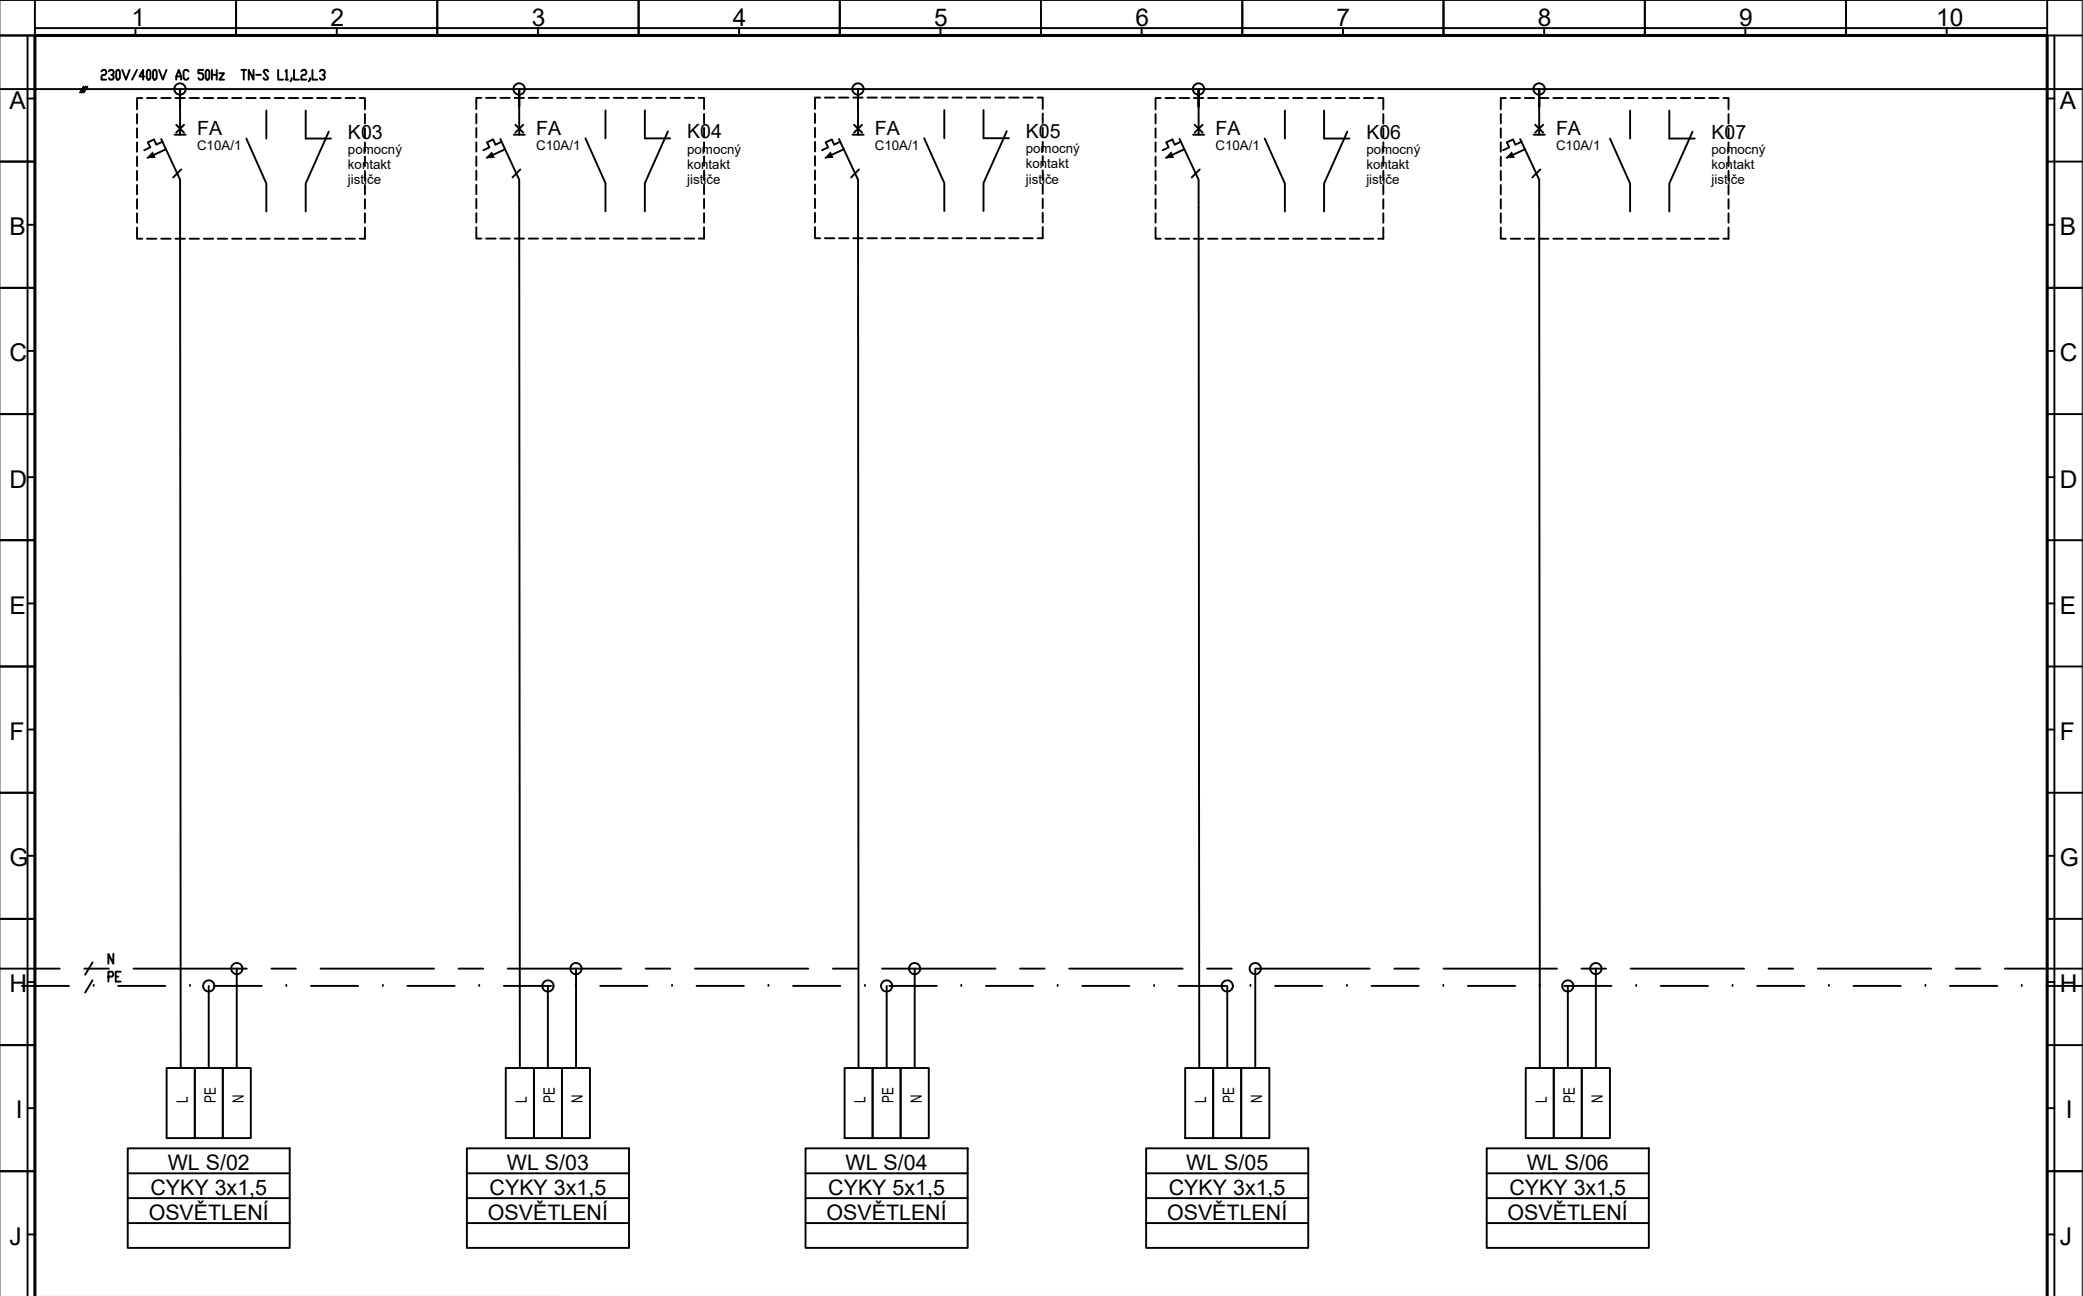 1 2 3 4 5 6 7 8 9 10
230V/400V AC 50Hz TN-S L1,L2,L3
A A
FA K03 FA K04 FA K05 FA K06 FA K07
C10A/1 pomocný C10A/1 pomocný C10A/1 pomocný C10A/1 pomocný C10A/1 pomocný
kontakt kontakt kontakt kontakt kontakt
jističe jističe jističe jističe jističe
B B
C C
D D
E E
F F
G G
N
PE
H H
L PE N L PE N L PE N L PE N L PE N
I I
WL S/02 WL S/03 WL S/04 WL S/05 WL S/06
CYKY 3x1,5 CYKY 3x1,5 CYKY 5x1,5 CYKY 3x1,5 CYKY 3x1,5
OSVĚTLENÍ OSVĚTLENÍ OSVĚTLENÍ OSVĚTLENÍ OSVĚTLENÍ
J J